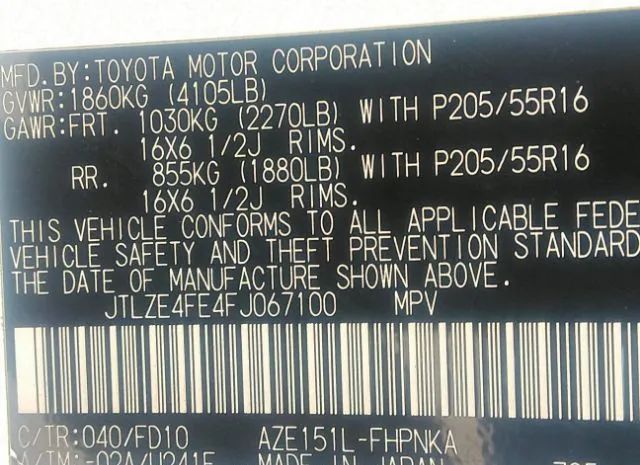 MFD.BY:TOYOTA MOTOR CORPORATION
GVWR:1860KG (4105LB)
GAWR:FRT. 1030KG (2270LB) WITH P205/55R16
16X6 1/2J RIMS.
RR. 855KG (1880LB) WITH P205/55R16
16X6 1/2J RIMS.
THIS VEHICLE CONFORMS TO ALL APPLICABLE FEDE
VEHICLE SAFETY AND THEFT PREVENTION STANDARD
THE DATE OF MANUFACTURE SHOWN ABOVE.
JTLZE4FE4FJ067100 MPV
C/TR:040/FD10 AZE151L-FHPNKA
A/TM:-02A/U241E MADE IN JAPAN